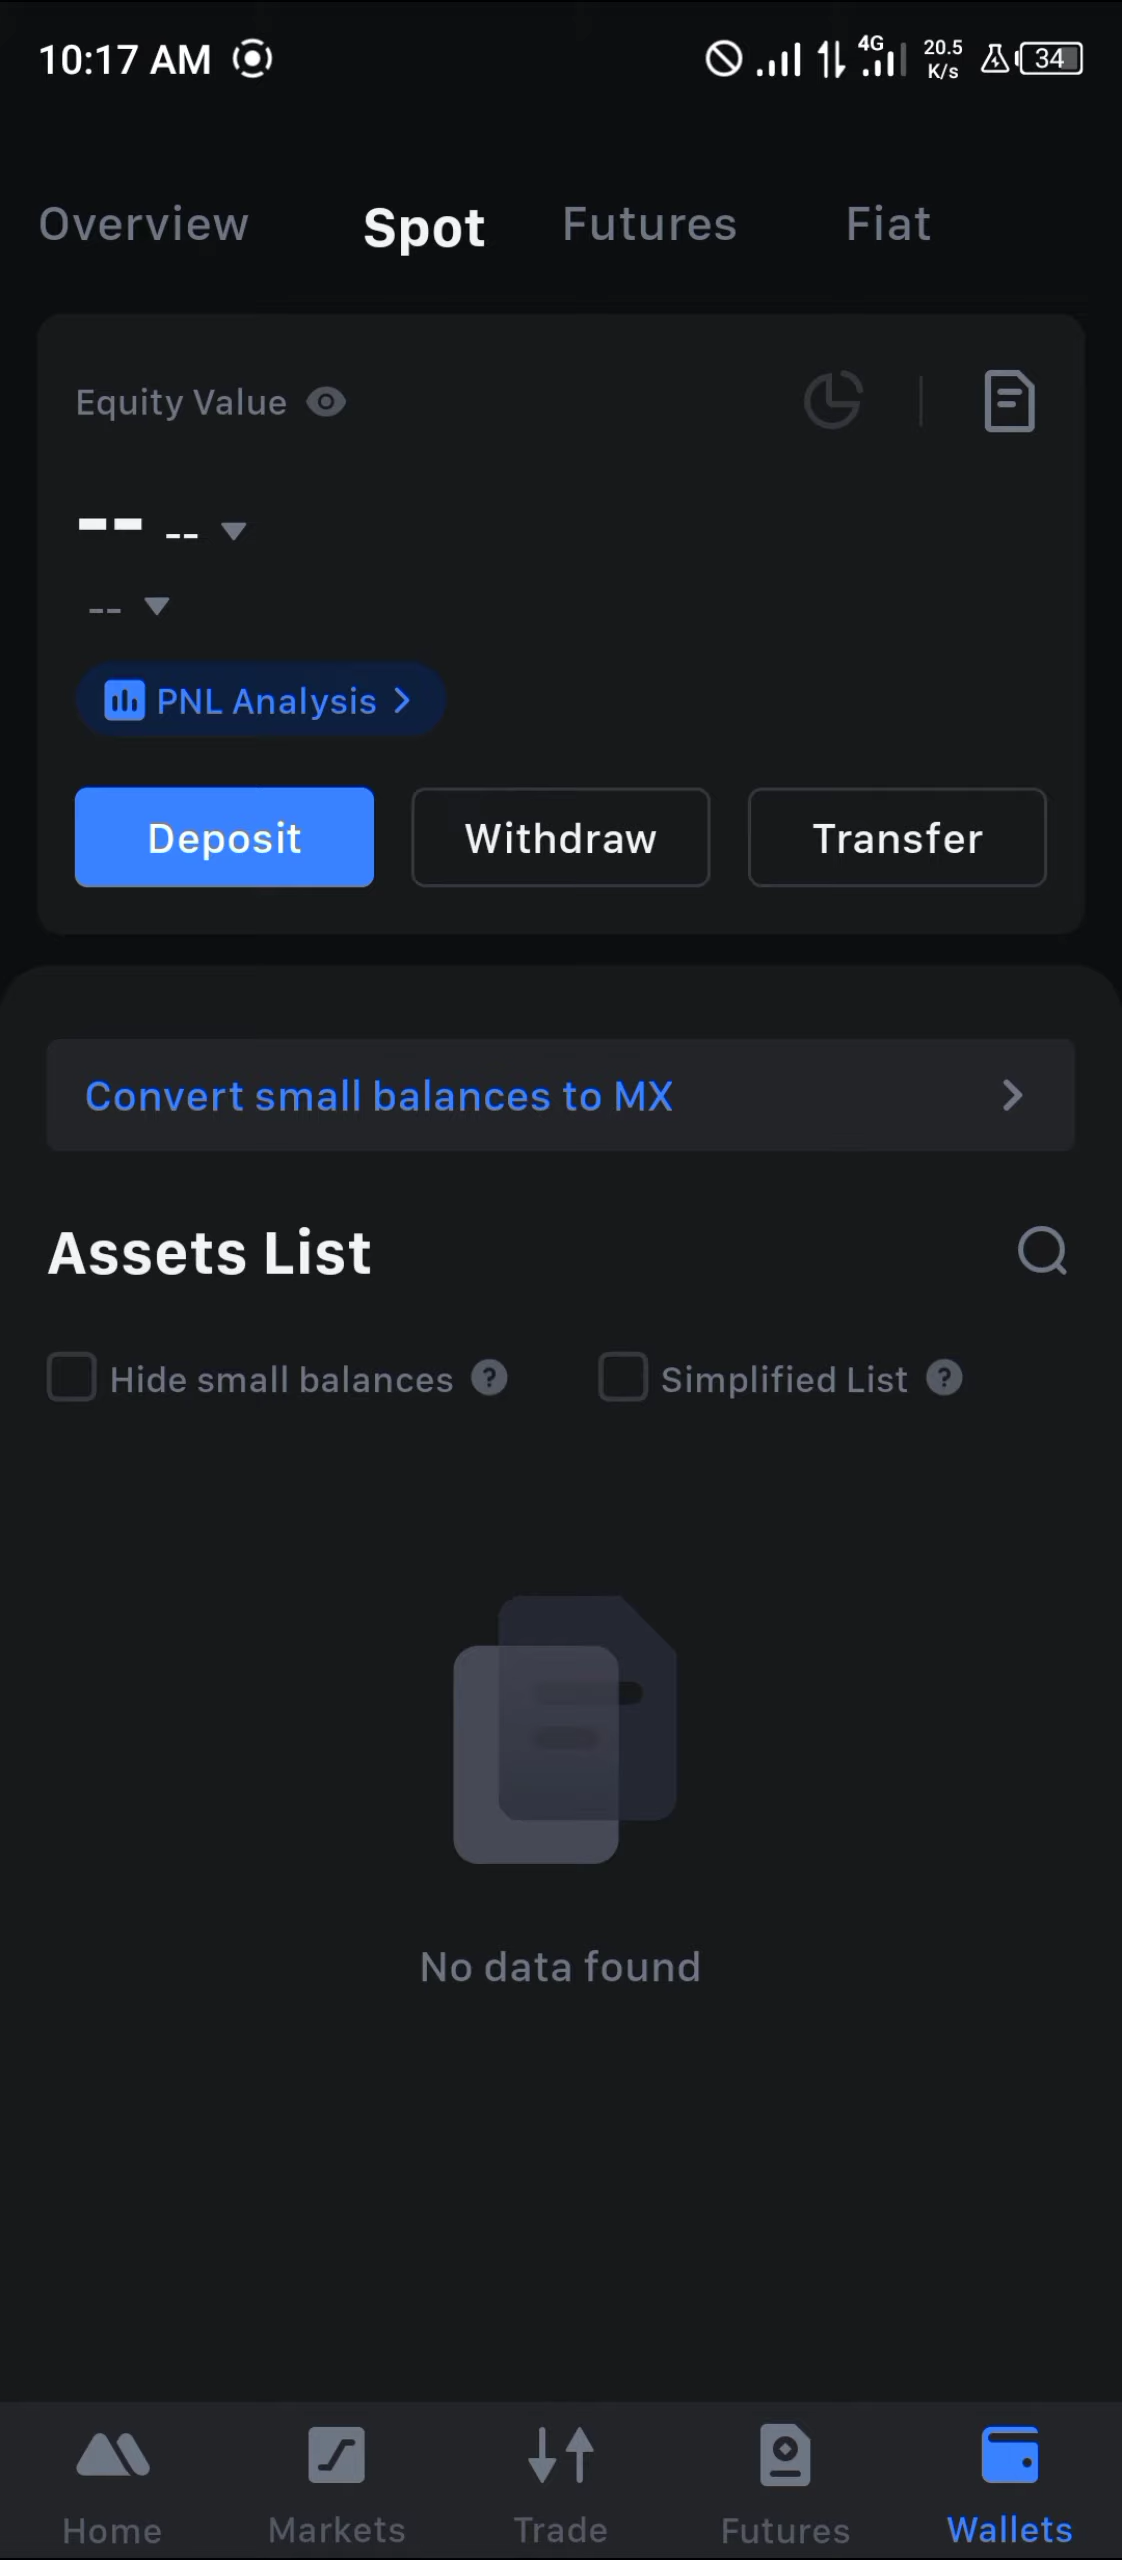 10:17 AM
4G
20.5
K/s
34
Overview Spot Futures Fiat
Equity Value
-- --
--
PNL Analysis
Deposit Withdraw Transfer
Convert small balances to MX
Assets List
Hide small balances ? Simplified List ?
No data found
Home Markets Trade Futures Wallets